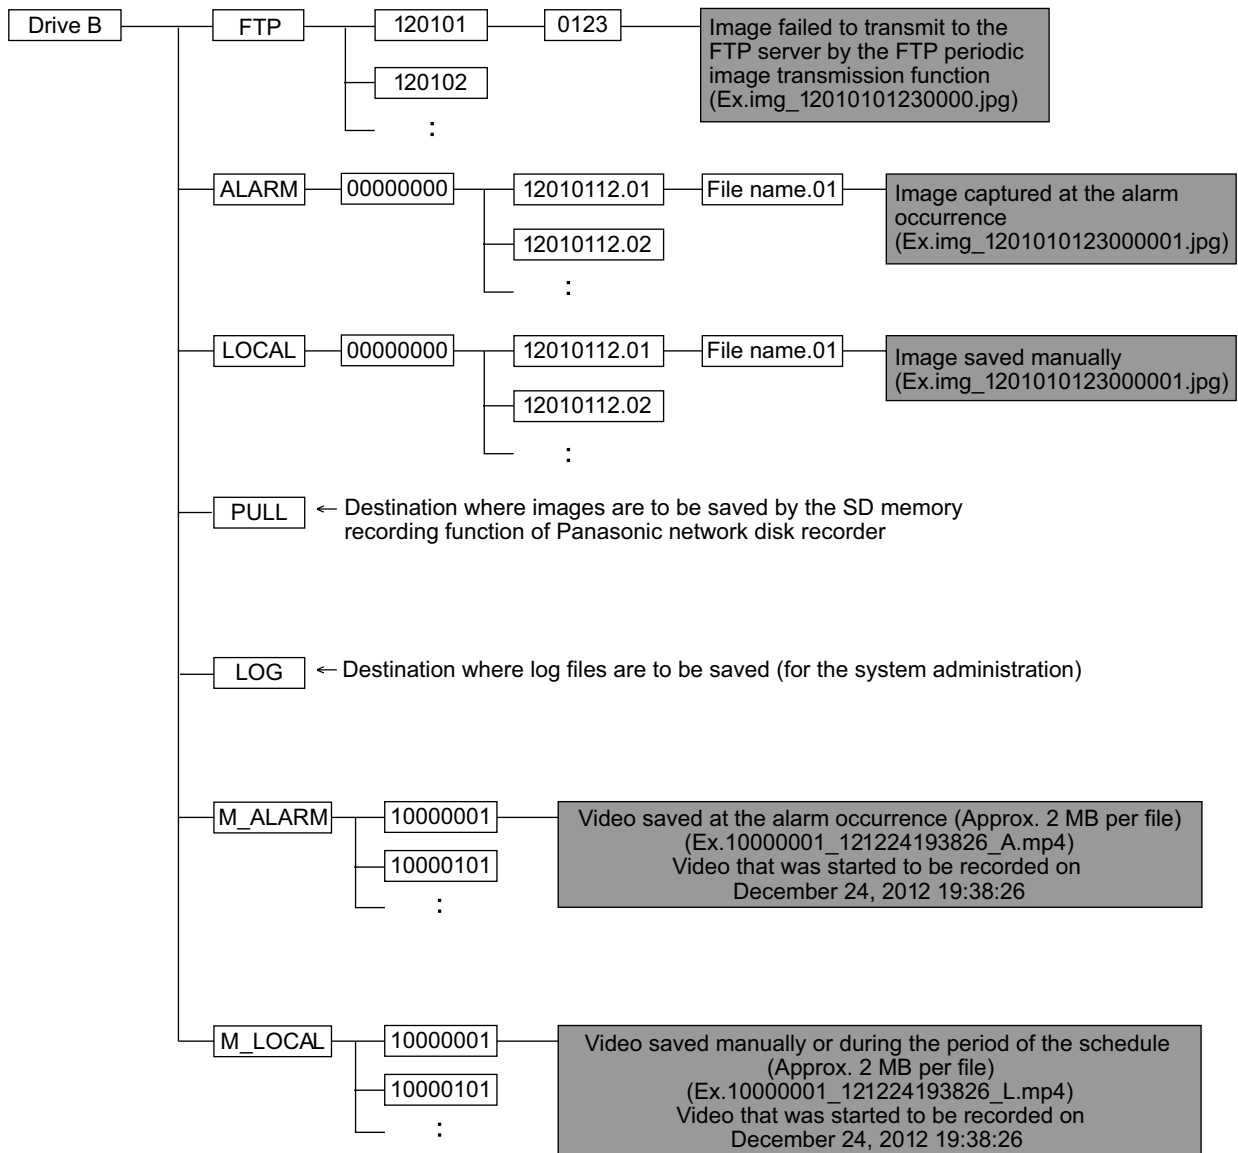 Drive B
FTP
120101
0123
Image failed to transmit to the
FTP server by the FTP periodic
image transmission function
(Ex.img_12010101230000.jpg)
120102
:
ALARM
00000000
12010112.01
File name.01
Image captured at the alarm
occurrence
(Ex.img_1201010123000001.jpg)
12010112.02
:
LOCAL
00000000
12010112.01
File name.01
Image saved manually
(Ex.img_1201010123000001.jpg)
12010112.02
:
PULL
← Destination where images are to be saved by the SD memory
recording function of Panasonic network disk recorder
LOG
← Destination where log files are to be saved (for the system administration)
M_ALARM
10000001
Video saved at the alarm occurrence (Approx. 2 MB per file)
(Ex.10000001_121224193826_A.mp4)
Video that was started to be recorded on
December 24, 2012 19:38:26
10000101
:
M_LOCAL
10000001
Video saved manually or during the period of the schedule
(Approx. 2 MB per file)
(Ex.10000001_121224193826_L.mp4)
Video that was started to be recorded on
December 24, 2012 19:38:26
10000101
: